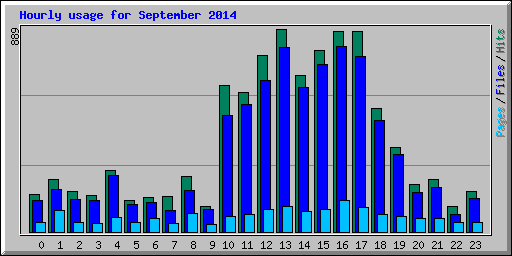 Hourly usage for September 2014
889
Pages / Files / Hits
0 1 2 3 4 5 6 7 8 9 10 11 12 13 14 15 16 17 18 19 20 21 22 23